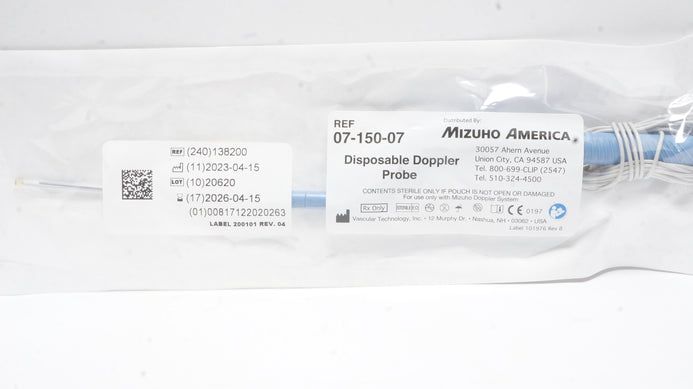 REF (240)138200
(11)2023-04-15
LOT (10)20620
(17)2026-04-15
(01)00817122020263
LABEL 200101 REV. 04
REF
07-150-07
Distributed By:
MIZUHO AMERICA
Disposable Doppler
Probe
30057 Ahern Avenue
Union City, CA 94587 USA
Tel. 800-699-CLIP (2547)
Tel. 510-324-4500
CONTENTS STERILE ONLY IF POUCH IS NOT OPEN OR DAMAGED
For use only with Mizuho Doppler System
Rx Only STERILE EO CE 0197
Vascular Technology, Inc. • 12 Murphy Dr. • Nashua, NH • 03062 • USA
Label 101976 Rev 8